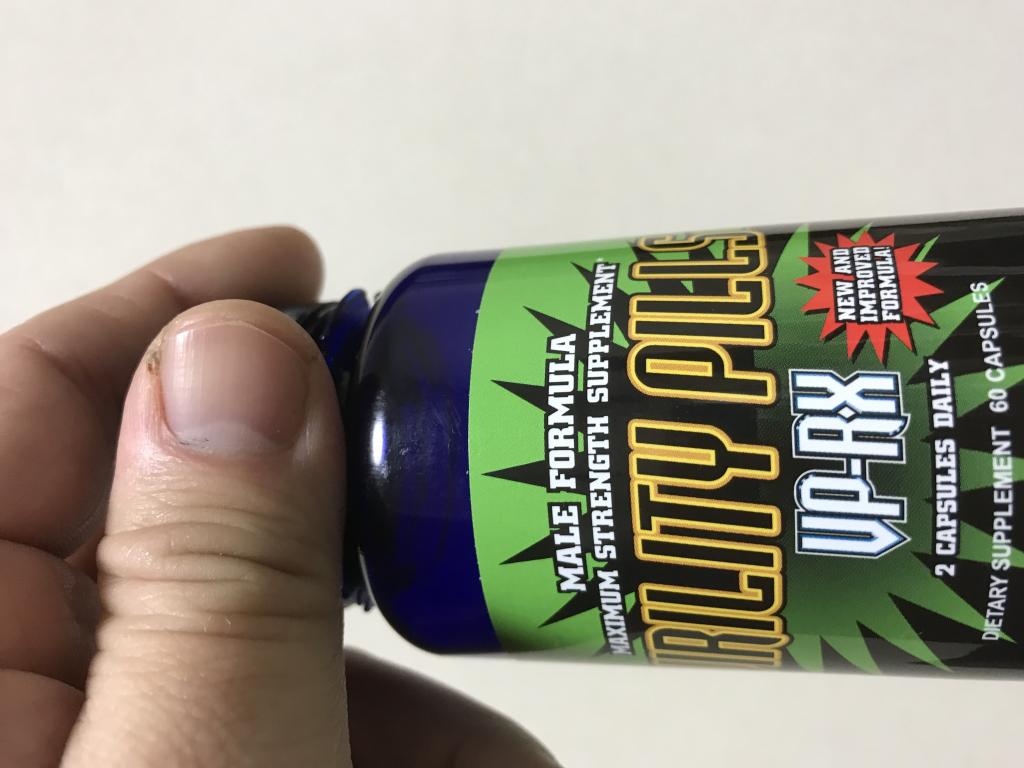 MALE FORMULA
MAXIMUM STRENGTH SUPPLEMENT*
IRILITY PILLS
VP-RX
NEW AND
IMPROVED
FORMULA!
2 CAPSULES DAILY
DIETARY SUPPLEMENT 60 CAPSULES